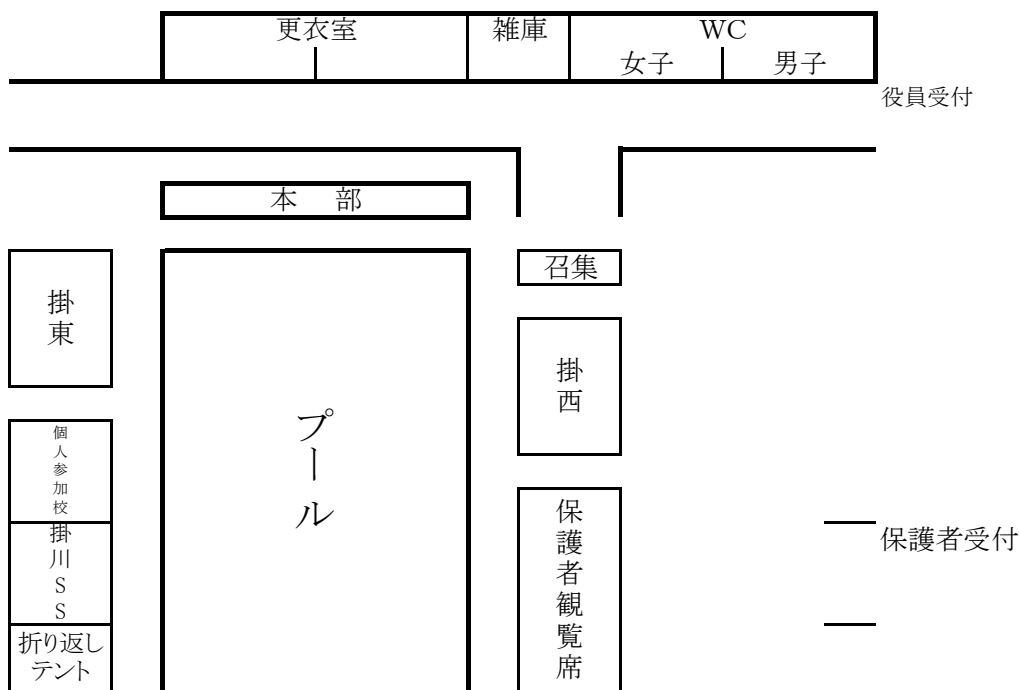 更衣室
雑庫
WC
女子
男子
役員受付
本 部
召集
掛東
掛西
プール
個人参加校
掛川SS
折り返し
テント
保護者観覧席
保護者受付